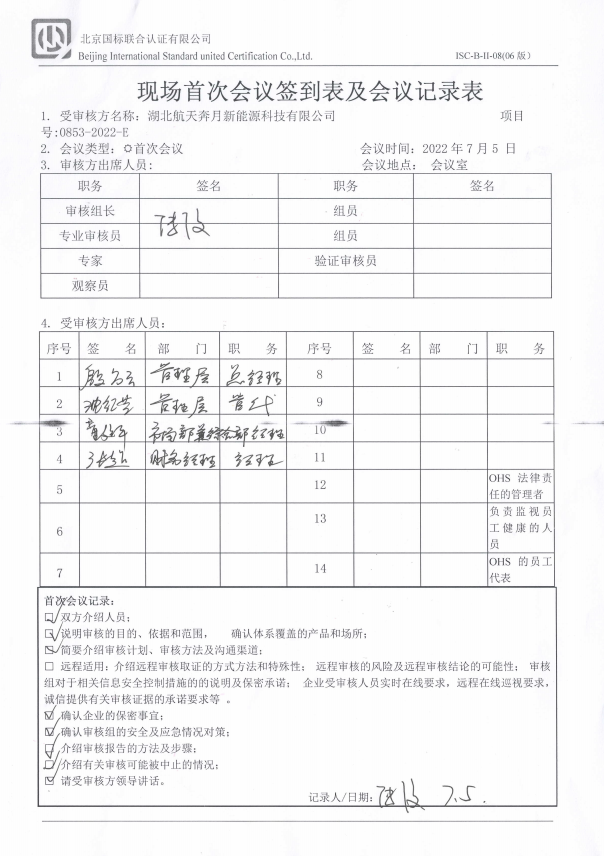 北京国标联合认证有限公司
Beijing International Standard united Certification Co.,Ltd. ISC-B-II-08(06 版)
现场首次会议签到表及会议记录表
1. 受审核方名称：湖北航天奔月新能源科技有限公司 项目
号:0853-2022-E
2. 会议类型：○首次会议 会议时间：2022 年 7 月 5 日
3. 审核方出席人员： 会议地点： 会议室
职务 签名 职务 签名
审核组长 组员
专业审核员 组员
专家 验证审核员
观察员
4. 受审核方出席人员：
序号 签 名 部 门 职 务 序号 签 名 部 门 职 务
1 管理层 总经理 8
2 管理层 管代 9
3 10
4 经理 11
5 12 OHS 法律责
任的管理者
6 13 负责监视员
工健康的人
员
7 14 OHS 的员工
代表
首次会议记录：
双方介绍人员；
说明审核的目的、依据和范围， 确认体系覆盖的产品和场所；
简要介绍审核计划、审核方法及沟通渠道；
□ 远程适用：介绍远程审核取证的方式方法和特殊性； 远程审核的风险及远程审核结论的可能性； 审核
组对于相关信息安全控制措施的的说明及保密承诺； 企业受审核人员实时在线要求，远程在线巡视要求，
诚信提供有关审核证据的承诺要求等 。
确认企业的保密事宜；
确认审核组的安全及应急情况对策；
介绍审核报告的方法及步骤；
介绍有关审核可能被中止的情况；
请受审核方领导讲话。
记录人/日期： 7.5.